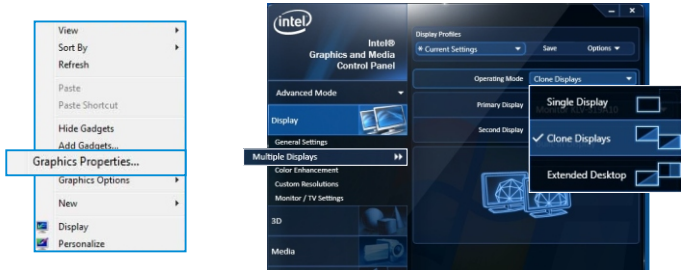 View
Sort By
Refresh
Paste
Paste Shortcut
Hide Gadgets
Add Gadgets...
Graphics Properties...
Graphics Options
New
Display
Personalize
intel
Intel®
Graphics and Media
Control Panel
Advanced Mode
Display
General Settings
Multiple Displays
Color Enhancement
Custom Resolutions
Monitor / TV Settings
3D
Media
Display Profiles
* Current Settings
Save
Options
Operating Mode
Clone Displays
Primary Display
Second Display
Single Display
Clone Displays
Extended Desktop